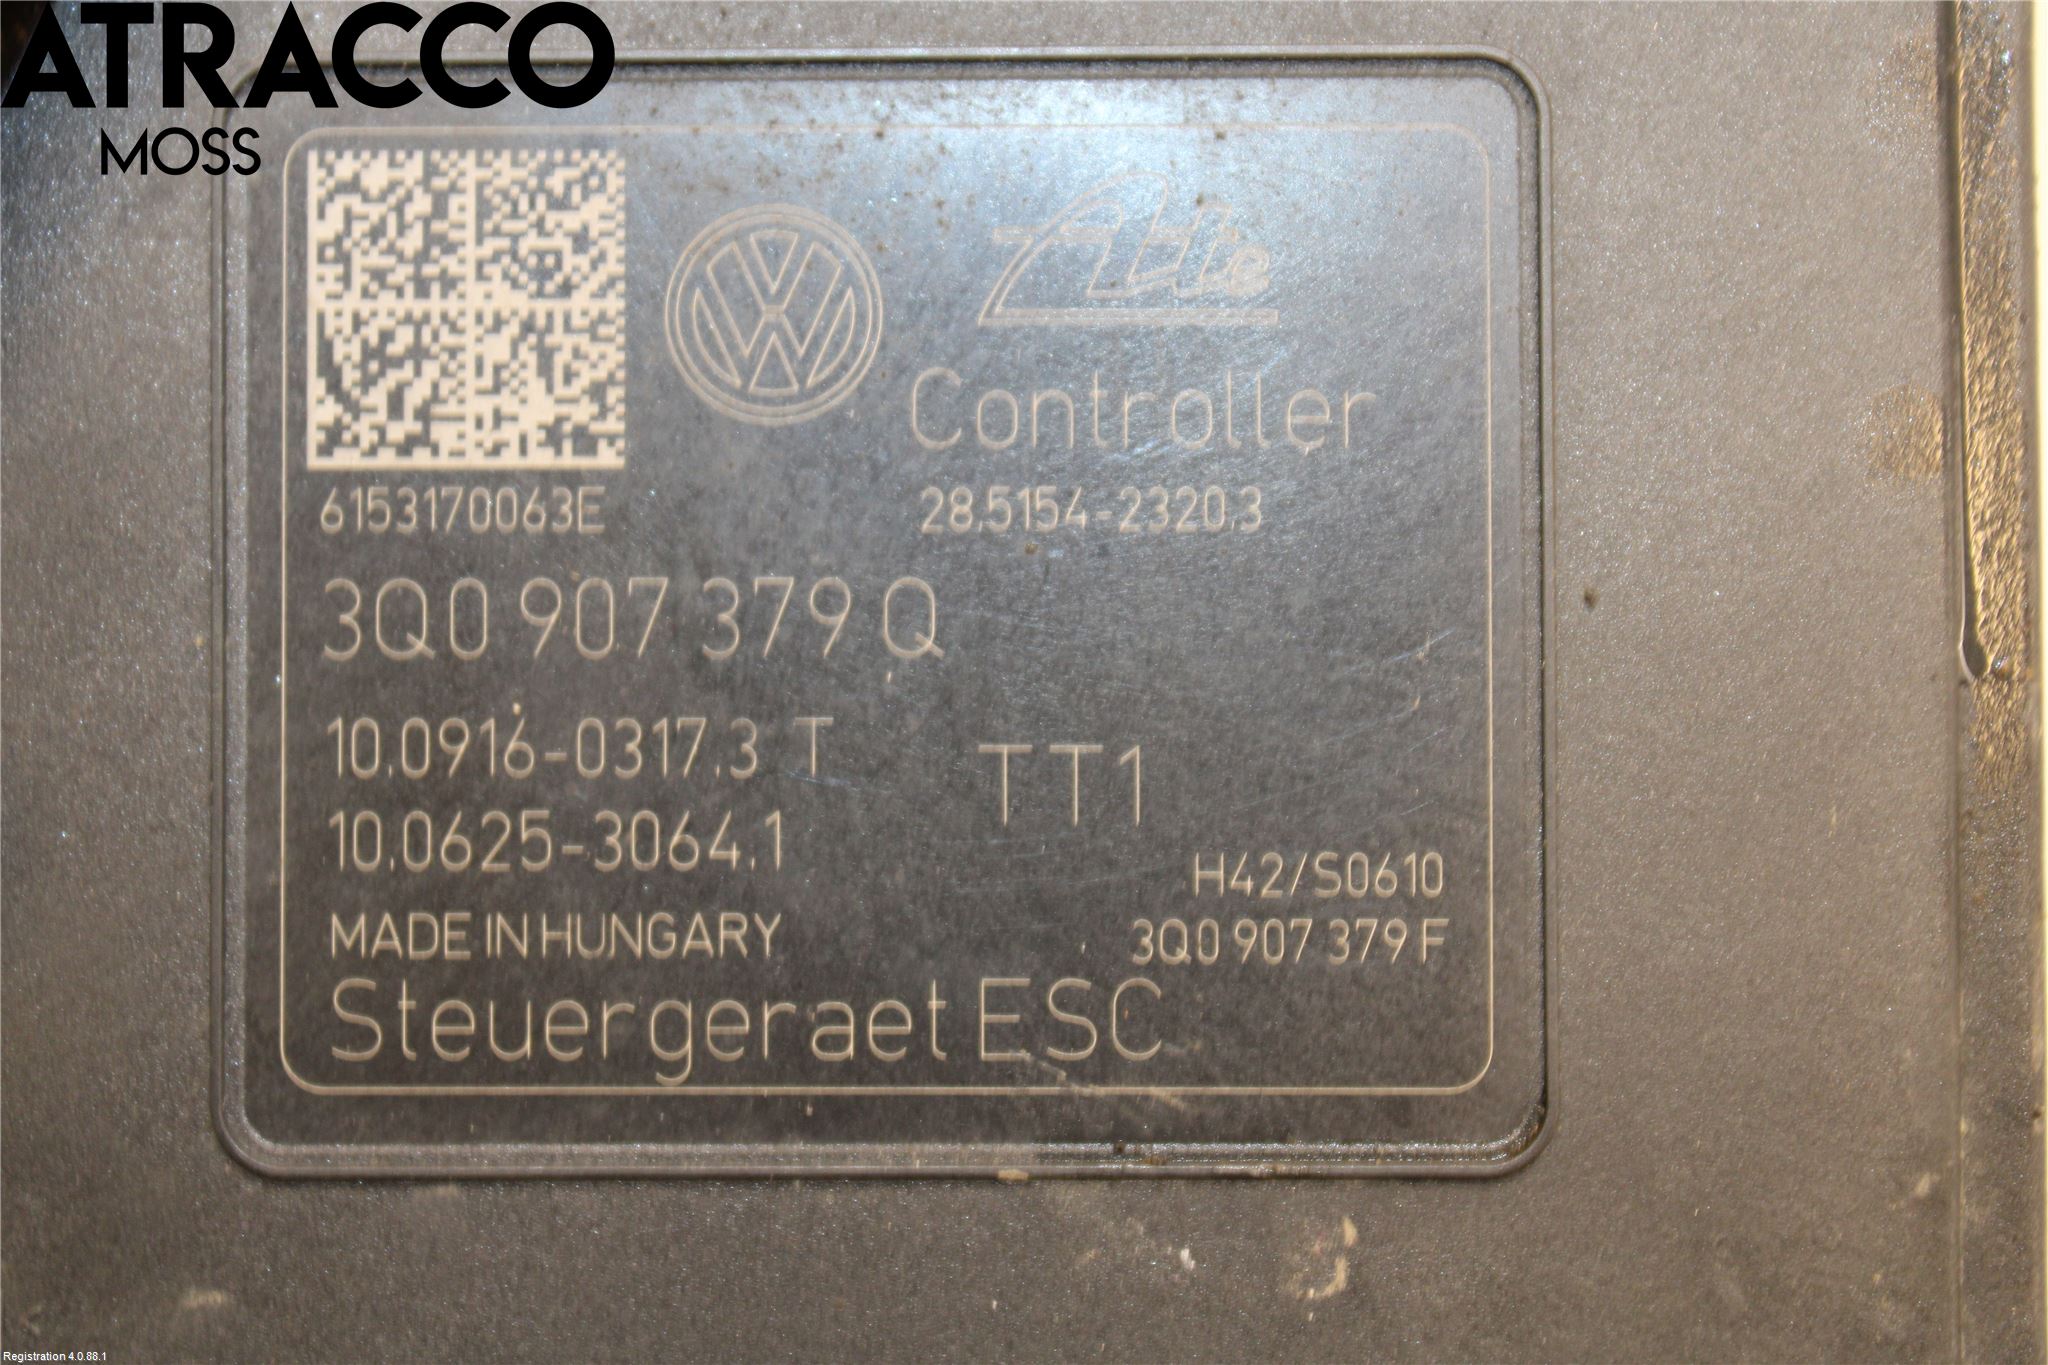 ATRACCO
MOSS
Ate
Controller
6153170063E
28.5154-2320.3
3Q0 907 379 Q
10.0916-0317.3 T
TT1
10.0625-3064.1
H42/S0610
MADE IN HUNGARY
3Q0 907 379 F
Steuergeraet ESC
Registration 4.0.88.1